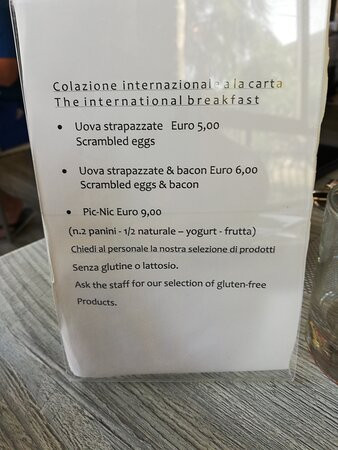 Colazione internazionale a la carta
The international breakfast
• Uova strapazzate Euro 5,00
Scrambled eggs
• Uova strapazzate & bacon Euro 6,00
Scrambled eggs & bacon
• Pic-Nic Euro 9,00
(n.2 panini - 1/2 naturale – yogurt - frutta)
Chiedi al personale la nostra selezione di prodotti
Senza glutine o lattosio.
Ask the staff for our selection of gluten-free
Products.